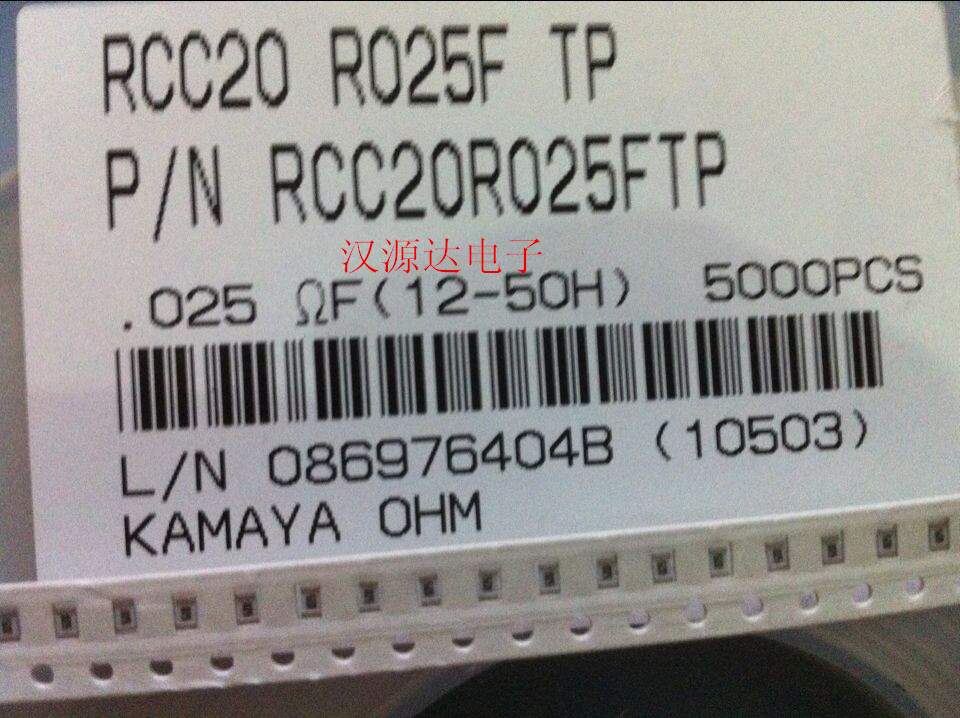 RCC20 R025F TP
P/N RCC20R025FTP
汉源达电子
.025 ΩF(12-50H) 5000PCS
L/N 086976404B (10503)
KAMAYA OHM